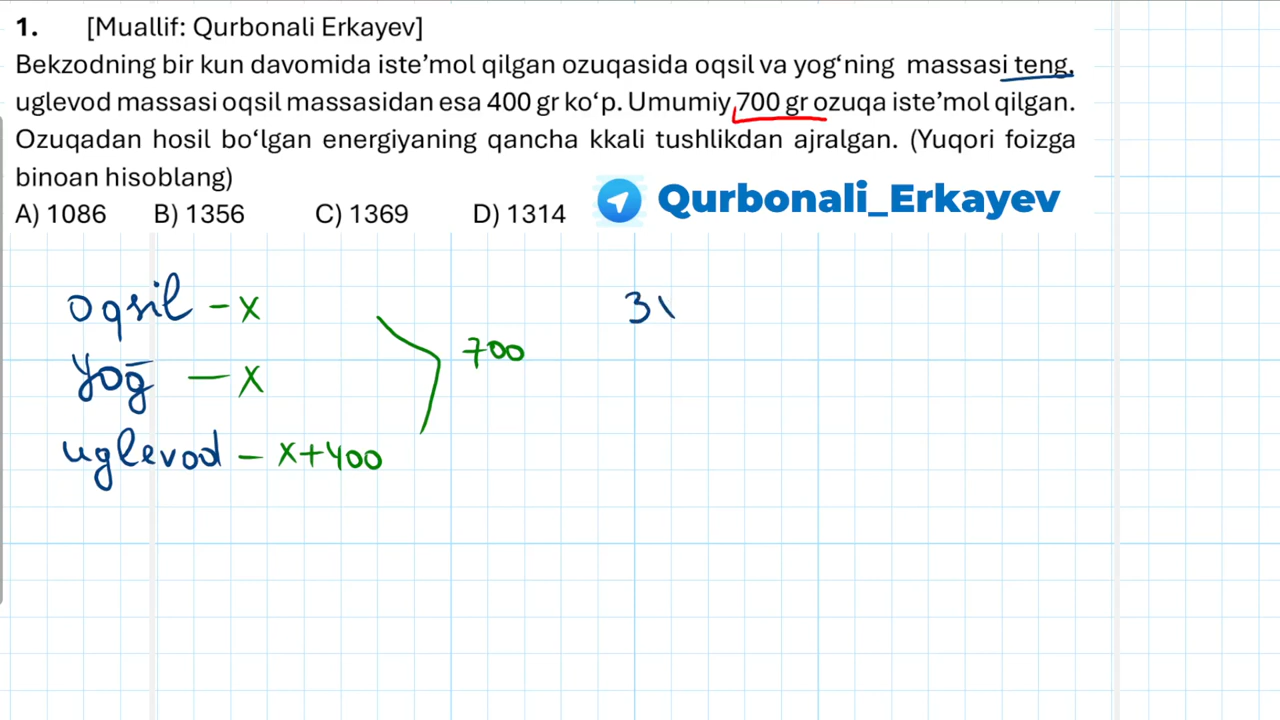 1. [Muallif: Qurbonali Erkayev]
Bekzodning bir kun davomida iste’mol qilgan ozuqasida oqsil va yog‘ning massasi teng,
uglevod massasi oqsil massasidan esa 400 gr ko‘p. Umumiy 700 gr ozuqa iste’mol qilgan.
Ozuqadan hosil bo‘lgan energiyaning qancha kkali tushlikdan ajralgan. (Yuqori foizga
binoan hisoblang)
A) 1086 B) 1356 C) 1369 D) 1314
Qurbonali_Erkayev
oqsil - x
yoḡ - x
uglevod - x+400
700